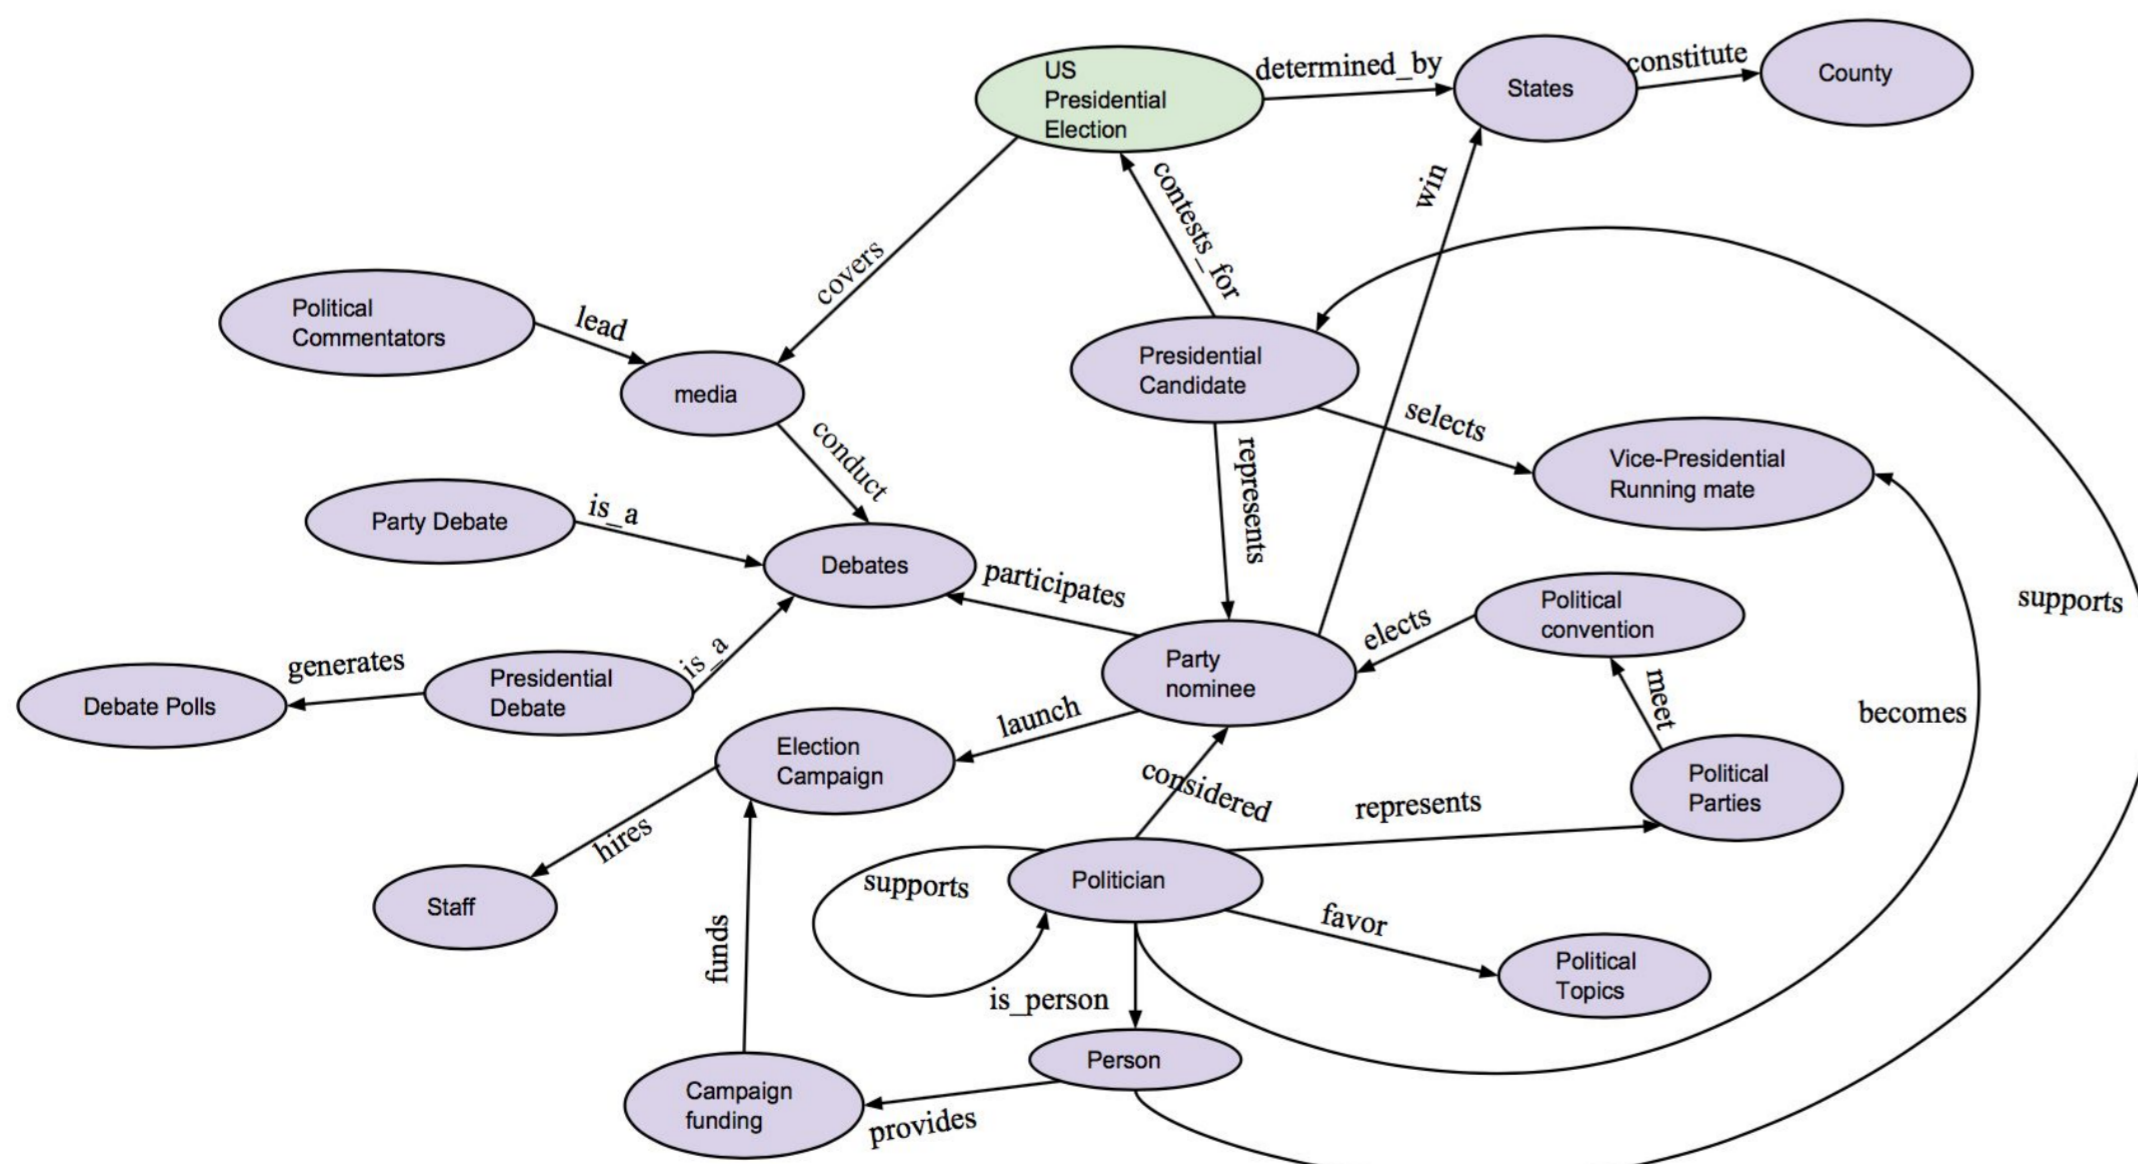 US
Presidential
Election
determined_by
States
constitute
County
contests_for
win
covers
Political
Commentators
lead
media
Presidential
Candidate
selects
conduct
represents
Vice-Presidential
Running mate
Party Debate
is_a
Debates
participates
Political
convention
elects
supports
generates
Debate Polls
Presidential
Debate
is_a
Party
nominee
meet
becomes
launch
Election
Campaign
considered
represents
Political
Parties
hires
supports
Politician
Staff
favor
funds
Political
Topics
is_person
Person
Campaign
funding
provides